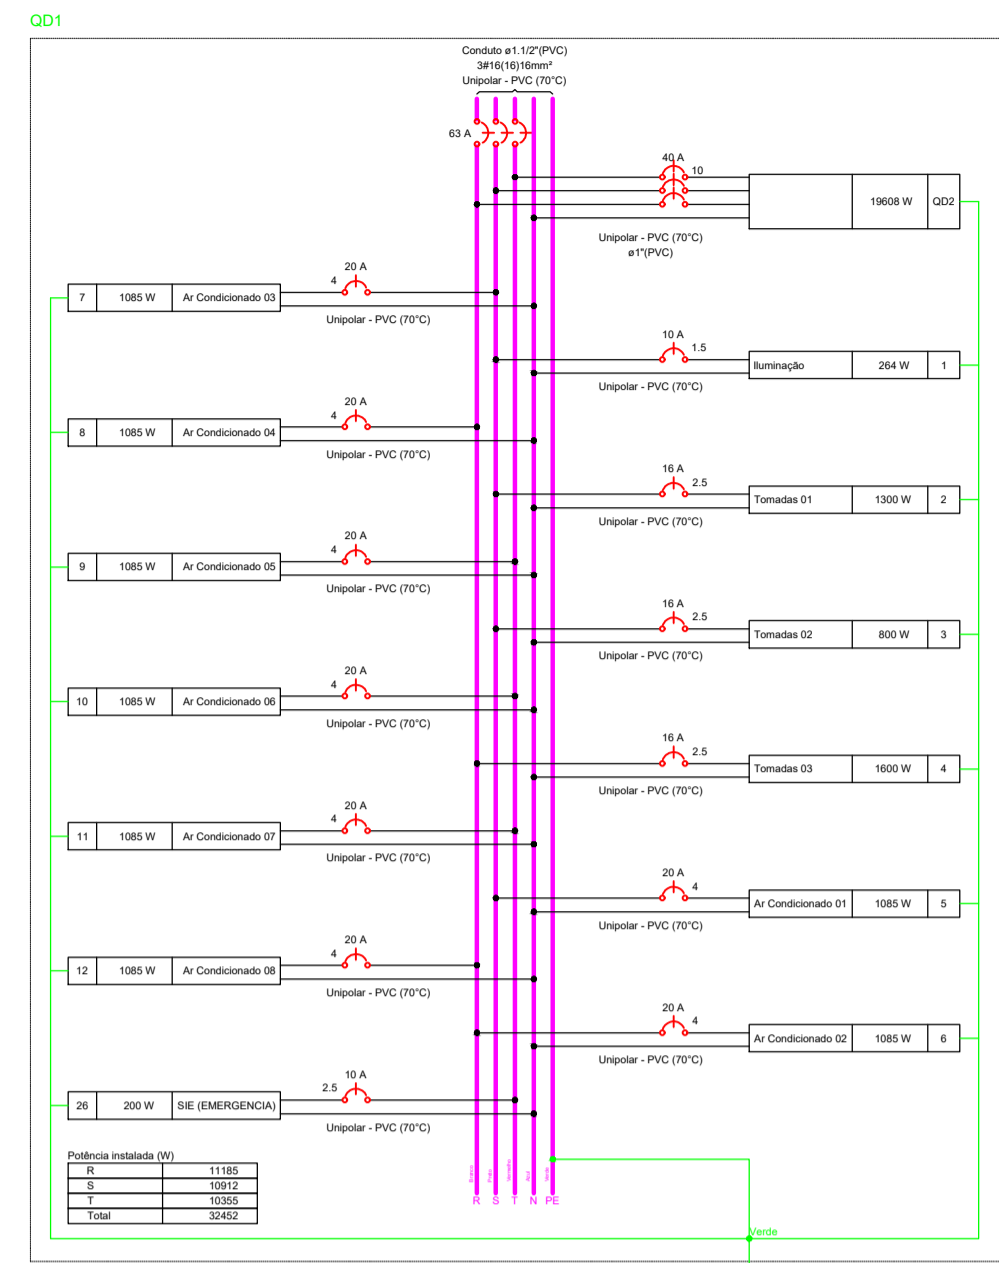 QD1
Conduto ø1.1/2"(PVC)
3#16(16)16mm²
Unipolar - PVC (70°C)
63 A
40 A
10
19608 W QD2
Unipolar - PVC (70°C)
ø1"(PVC)
20 A
4
7 1085 W Ar Condicionado 03
Unipolar - PVC (70°C)
10 A
1.5
Iluminação 264 W 1
Unipolar - PVC (70°C)
20 A
4
8 1085 W Ar Condicionado 04
Unipolar - PVC (70°C)
16 A
2.5
Tomadas 01 1300 W 2
Unipolar - PVC (70°C)
20 A
4
9 1085 W Ar Condicionado 05
Unipolar - PVC (70°C)
16 A
2.5
Tomadas 02 800 W 3
Unipolar - PVC (70°C)
20 A
4
10 1085 W Ar Condicionado 06
Unipolar - PVC (70°C)
16 A
2.5
Tomadas 03 1600 W 4
Unipolar - PVC (70°C)
20 A
4
11 1085 W Ar Condicionado 07
Unipolar - PVC (70°C)
20 A
4
Ar Condicionado 01 1085 W 5
Unipolar - PVC (70°C)
20 A
4
12 1085 W Ar Condicionado 08
Unipolar - PVC (70°C)
20 A
4
Ar Condicionado 02 1085 W 6
Unipolar - PVC (70°C)
10 A
2.5
26 200 W SIE (EMERGENCIA)
Unipolar - PVC (70°C)
Potência instalada (W)
R 11185
S 10912
T 10355
Total 32452
Branco
Preto
Vermelho
Azul
Verde
R S T N PE
Verde